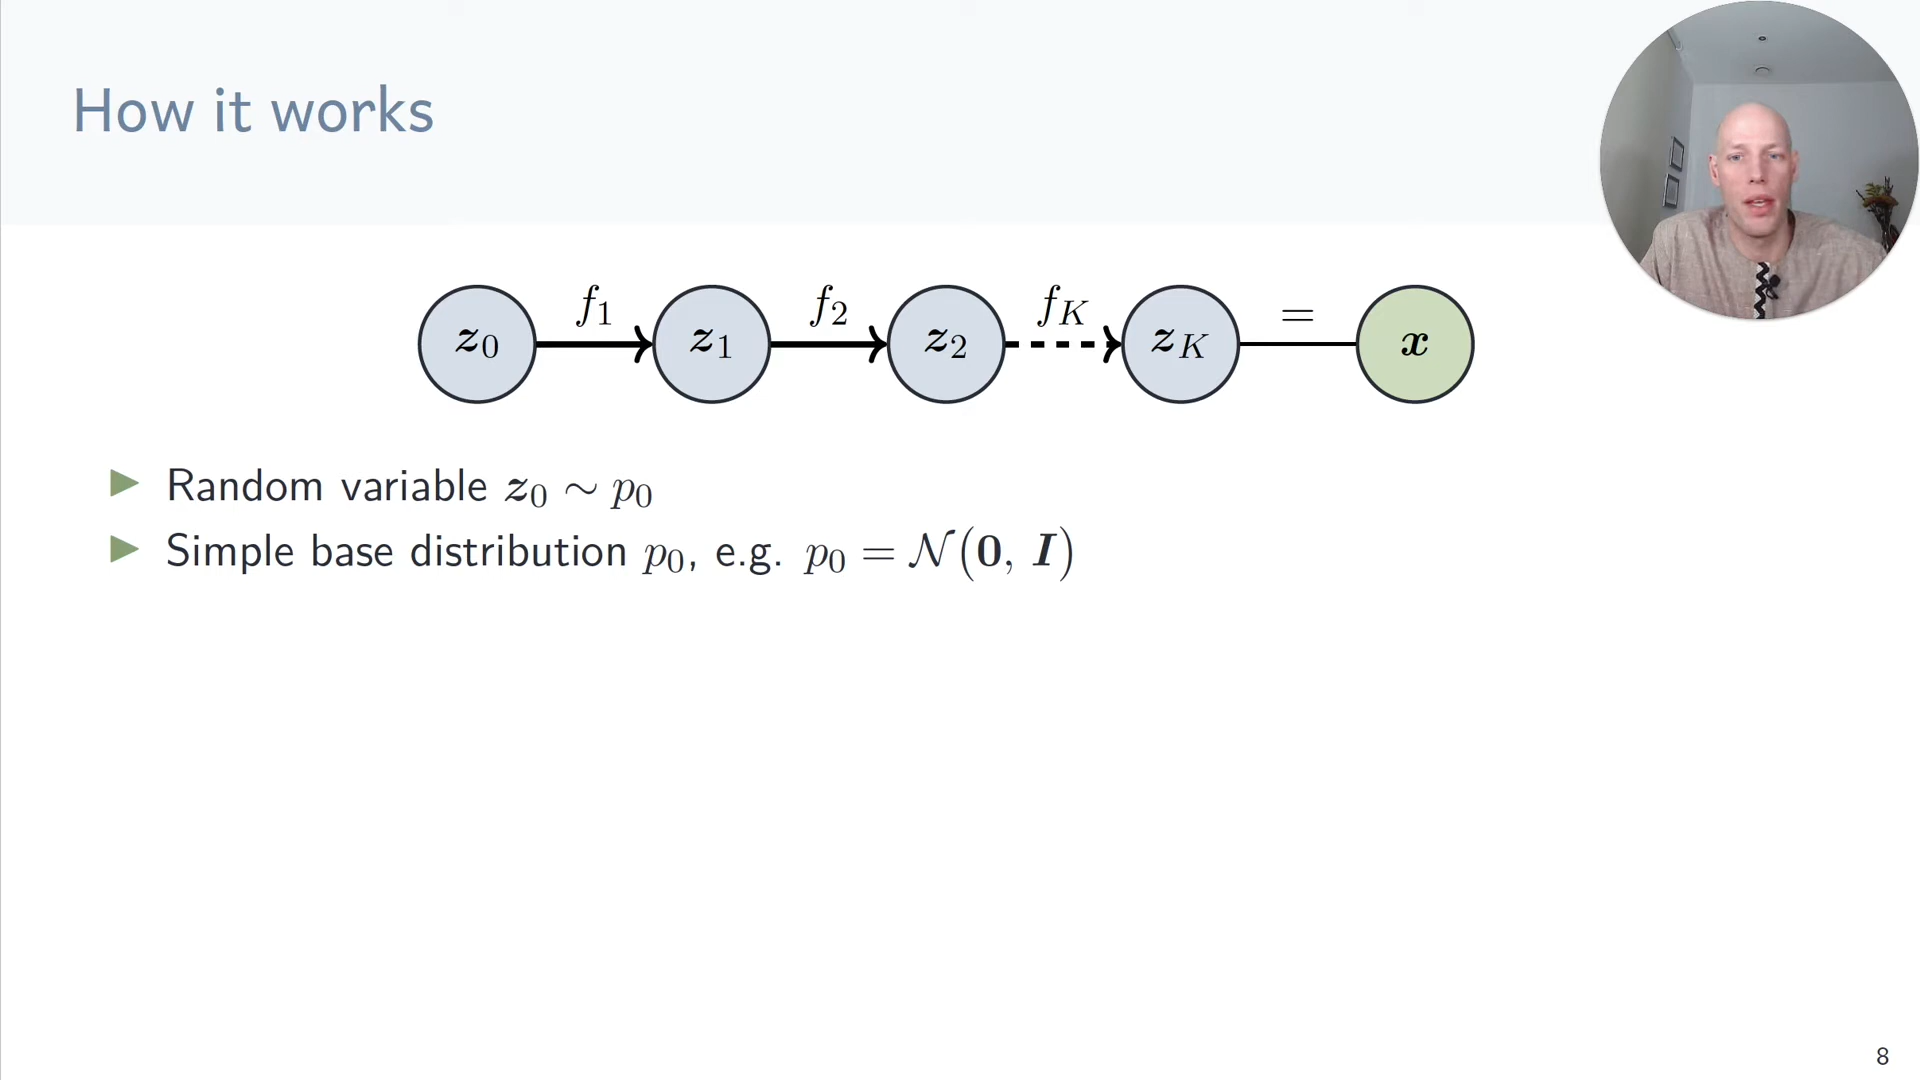 How it works
f₁ f₂ f_K =
z₀ z₁ z₂ z_K x
Random variable z₀ ∼ p₀
Simple base distribution p₀, e.g. p₀ = 𝒩(0, I)
8